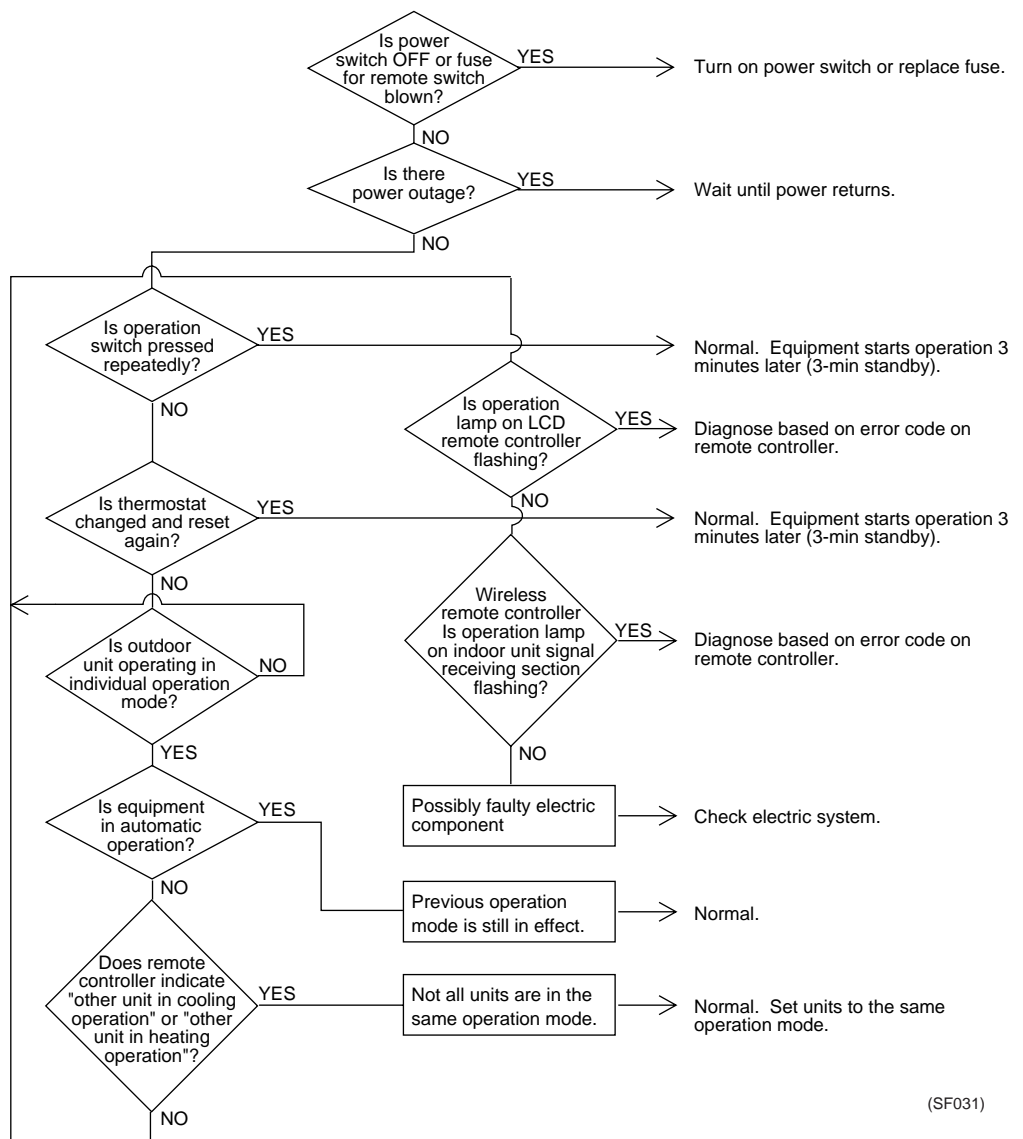 Is power
switch OFF or fuse
for remote switch
blown?
YES
Turn on power switch or replace fuse.
NO
Is there
power outage?
YES
Wait until power returns.
NO
Is operation
switch pressed
repeatedly?
YES
Normal.  Equipment starts operation 3
minutes later (3-min standby).
NO
Is operation
lamp on LCD
remote controller
flashing?
YES
Diagnose based on error code on
remote controller.
NO
Is thermostat
changed and reset
again?
YES
Normal.  Equipment starts operation 3
minutes later (3-min standby).
NO
Wireless
remote controller
Is operation lamp
on indoor unit signal
receiving section
flashing?
YES
Diagnose based on error code on
remote controller.
NO
Is outdoor
unit operating in
individual operation
mode?
NO
YES
Possibly faulty electric
component
Check electric system.
Is equipment
in automatic
operation?
YES
NO
Previous operation
mode is still in effect.
Normal.
Does remote
controller indicate
"other unit in cooling
operation" or "other
unit in heating
operation"?
YES
Not all units are in the
same operation mode.
Normal.  Set units to the same
operation mode.
NO
(SF031)